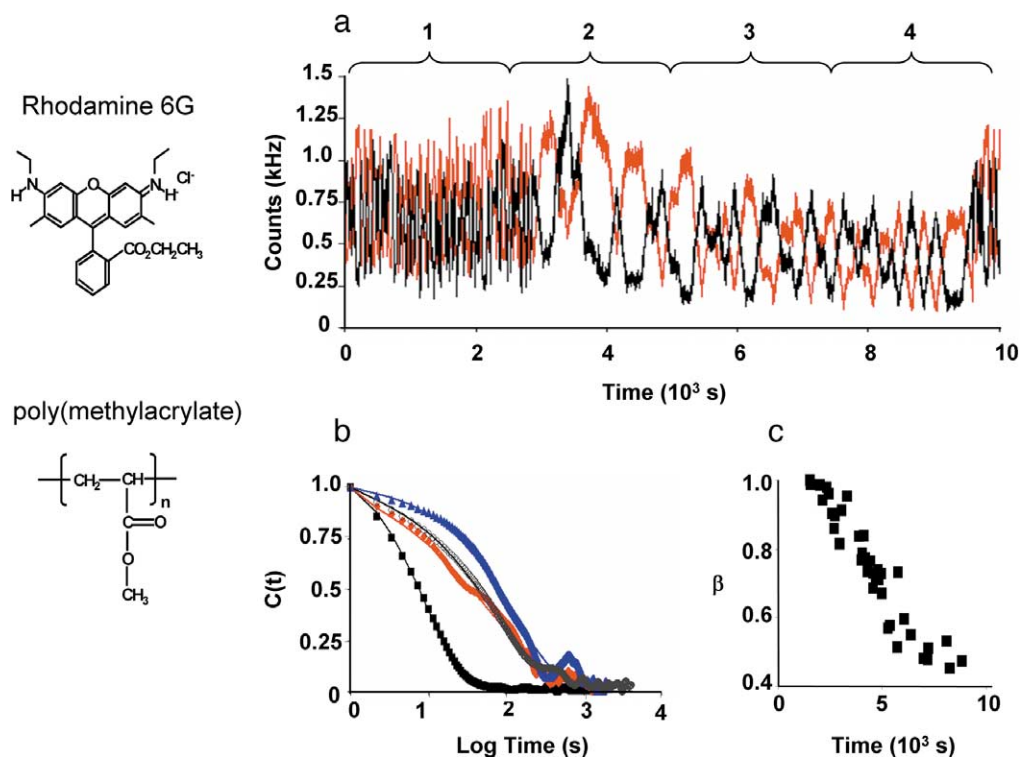 a
1 2 3 4
Rhodamine 6G
H N O N H Cl⁻
CO₂CH₂CH₃
Counts (kHz)
1.5
1.25
1.0
0.75
0.5
0.25
0
0 2 4 6 8 10
Time (10³ s)
poly(methylacrylate)
CH₂ CH
n
C O
O
CH₃
b
C(t)
1.0
0.75
0.5
0.25
0
0 1 2 3 4
Log Time (s)
c
β
1.0
0.8
0.6
0.4
5 10
Time (10³ s)